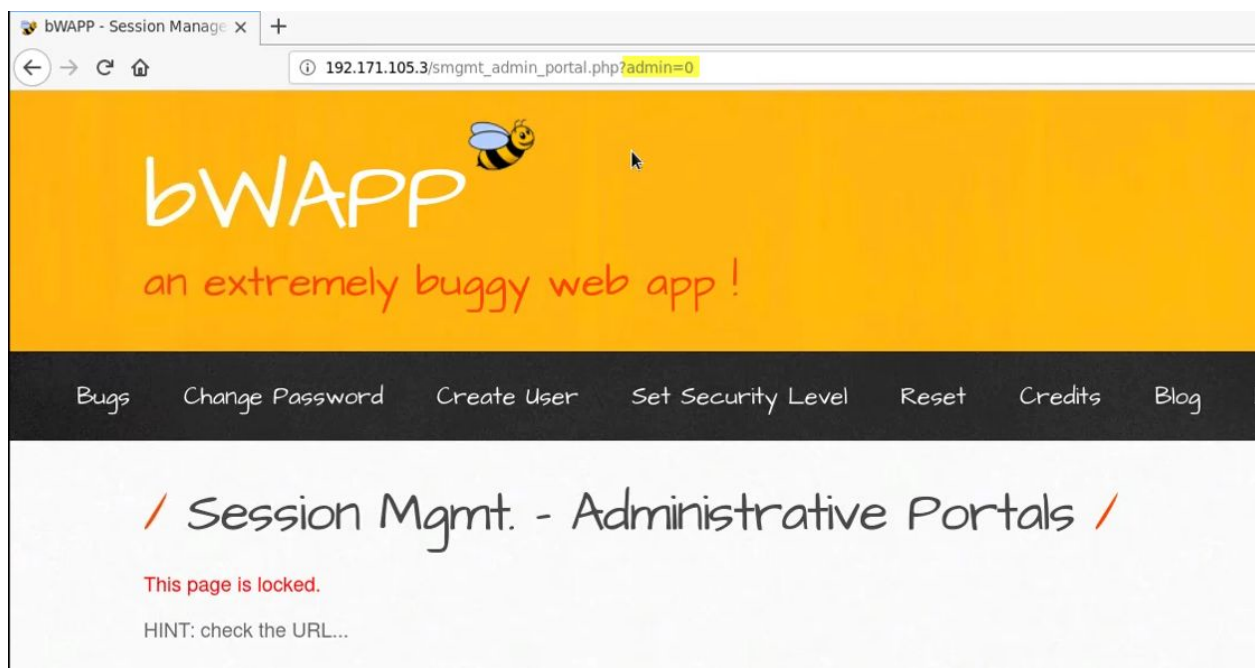 bWAPP - Session Manage
192.171.105.3/smgmt_admin_portal.php?admin=0
bWAPP
an extremely buggy web app !
Bugs Change Password Create User Set Security Level Reset Credits Blog
/ Session Mgmt. - Administrative Portals /
This page is locked.
HINT: check the URL...